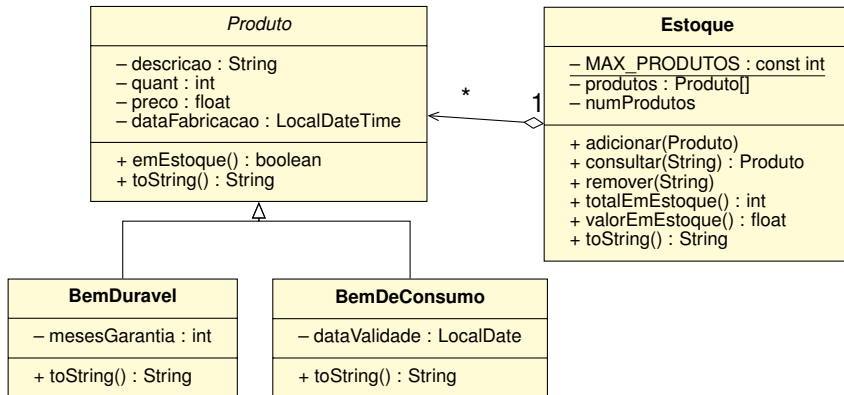 Produto
– descricao : String
– quant : int
– preco : float
– dataFabricacao : LocalDateTime
+ emEstoque() : boolean
+ toString() : String
*
1
Estoque
– MAX_PRODUTOS : const int
– produtos : Produto[]
– numProdutos
+ adicionar(Produto)
+ consultar(String) : Produto
+ remover(String)
+ totalEmEstoque() : int
+ valorEmEstoque() : float
+ toString() : String
BemDuravel
– mesesGarantia : int
+ toString() : String
BemDeConsumo
– dataValidade : LocalDate
+ toString() : String